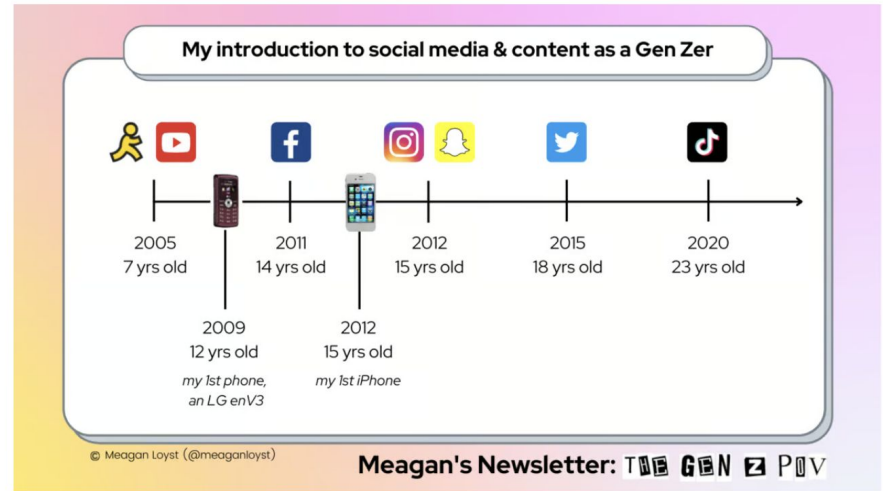 My introduction to social media & content as a Gen Zer
2005
7 yrs old
2011
14 yrs old
2012
15 yrs old
2015
18 yrs old
2020
23 yrs old
2009
12 yrs old
my 1st phone,
an LG enV3
2012
15 yrs old
my 1st iPhone
© Meagan Loyst (@meaganloyst)
Meagan's Newsletter: THE GEN Z POV